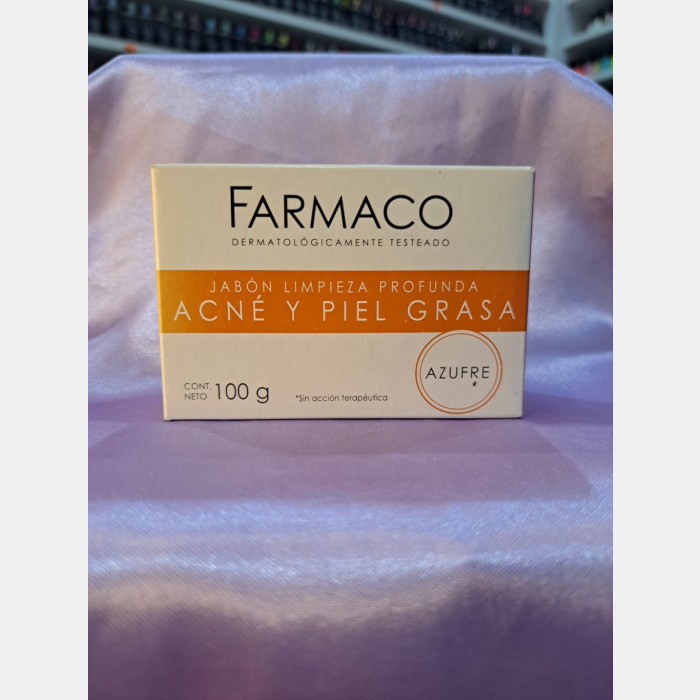 FARMACO
DERMATOLÓGICAMENTE TESTEADO
JABÓN LIMPIEZA PROFUNDA
ACNÉ Y PIEL GRASA
AZUFRE
CONT.
NETO 100 g
*Sin acción terapéutica